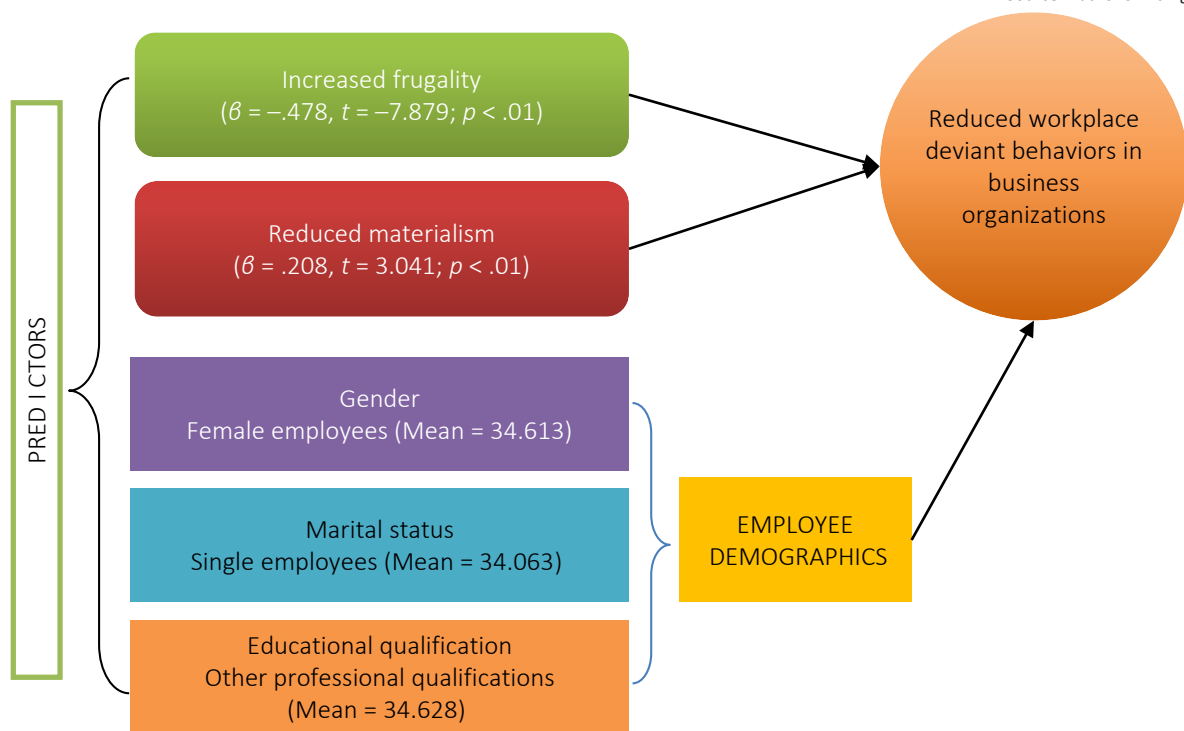 Increased frugality
(β = –.478, t = –7.879; p < .01)
Reduced materialism
(β = .208, t = 3.041; p < .01)
PRED I CTORS
Gender
Female employees (Mean = 34.613)
Marital status
Single employees (Mean = 34.063)
Educational qualification
Other professional qualifications
(Mean = 34.628)
EMPLOYEE
DEMOGRAPHICS
Reduced workplace
deviant behaviors in
business
organizations